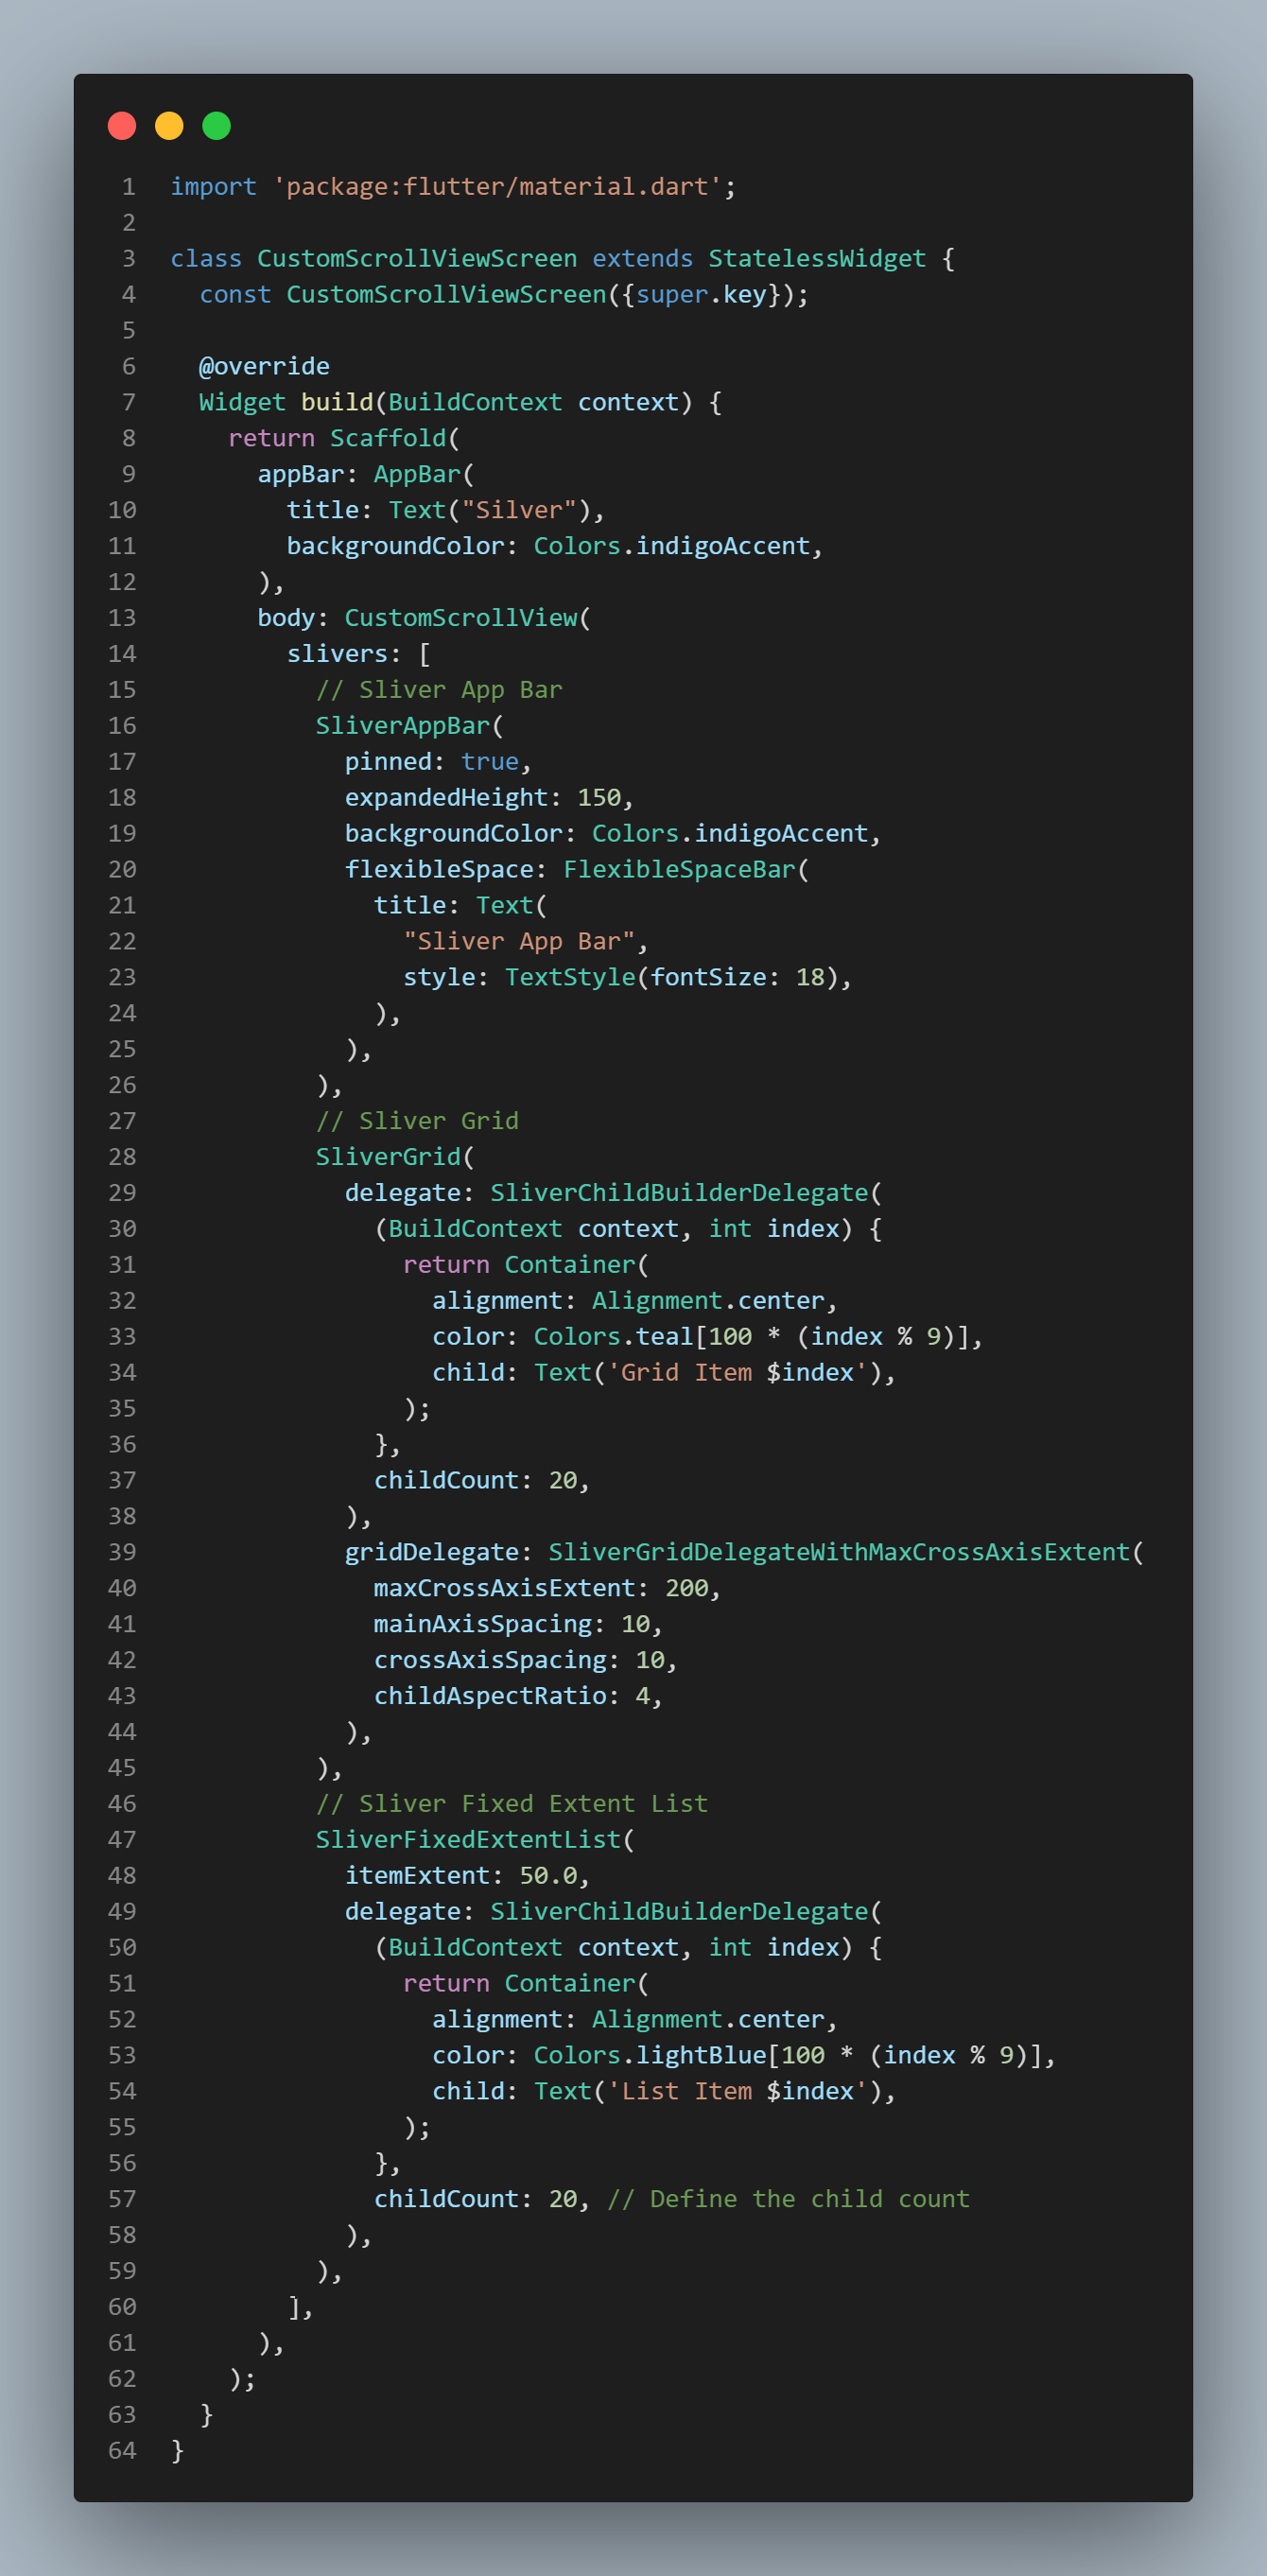 1 import 'package:flutter/material.dart';
2
3 class CustomScrollViewScreen extends StatelessWidget {
4   const CustomScrollViewScreen({super.key});
5
6   @override
7   Widget build(BuildContext context) {
8     return Scaffold(
9       appBar: AppBar(
10         title: Text("Silver"),
11         backgroundColor: Colors.indigoAccent,
12       ),
13       body: CustomScrollView(
14         slivers: [
15           // Sliver App Bar
16           SliverAppBar(
17             pinned: true,
18             expandedHeight: 150,
19             backgroundColor: Colors.indigoAccent,
20             flexibleSpace: FlexibleSpaceBar(
21               title: Text(
22                 "Sliver App Bar",
23                 style: TextStyle(fontSize: 18),
24               ),
25             ),
26           ),
27           // Sliver Grid
28           SliverGrid(
29             delegate: SliverChildBuilderDelegate(
30               (BuildContext context, int index) {
31                 return Container(
32                   alignment: Alignment.center,
33                   color: Colors.teal[100 * (index % 9)],
34                   child: Text('Grid Item $index'),
35                 );
36               },
37               childCount: 20,
38             ),
39             gridDelegate: SliverGridDelegateWithMaxCrossAxisExtent(
40               maxCrossAxisExtent: 200,
41               mainAxisSpacing: 10,
42               crossAxisSpacing: 10,
43               childAspectRatio: 4,
44             ),
45           ),
46           // Sliver Fixed Extent List
47           SliverFixedExtentList(
48             itemExtent: 50.0,
49             delegate: SliverChildBuilderDelegate(
50               (BuildContext context, int index) {
51                 return Container(
52                   alignment: Alignment.center,
53                   color: Colors.lightBlue[100 * (index % 9)],
54                   child: Text('List Item $index'),
55                 );
56               },
57               childCount: 20, // Define the child count
58             ),
59           ),
60         ],
61       ),
62     );
63   }
64 }